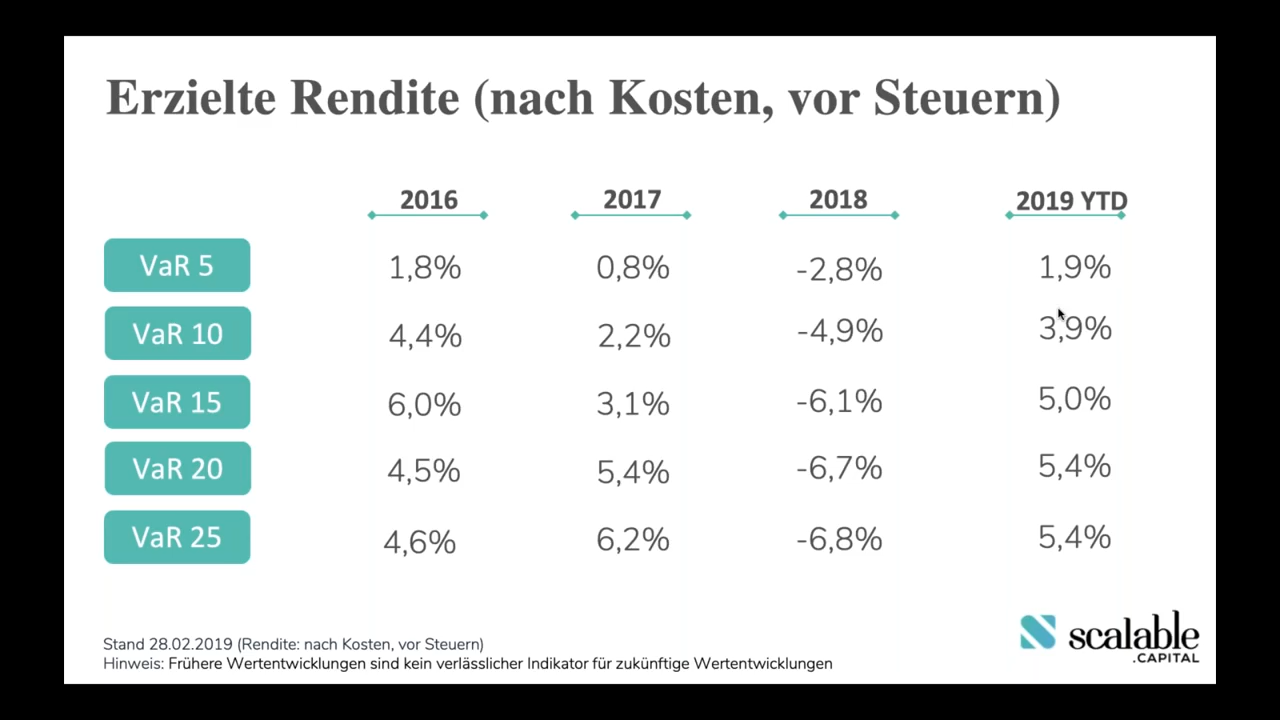 Erzielte Rendite (nach Kosten, vor Steuern)
2016 2017 2018 2019 YTD
VaR 5 1,8% 0,8% -2,8% 1,9%
VaR 10 4,4% 2,2% -4,9% 3,9%
VaR 15 6,0% 3,1% -6,1% 5,0%
VaR 20 4,5% 5,4% -6,7% 5,4%
VaR 25 4,6% 6,2% -6,8% 5,4%
Stand 28.02.2019 (Rendite: nach Kosten, vor Steuern)
Hinweis: Frühere Wertentwicklungen sind kein verlässlicher Indikator für zukünftige Wertentwicklungen
scalable
.CAPITAL